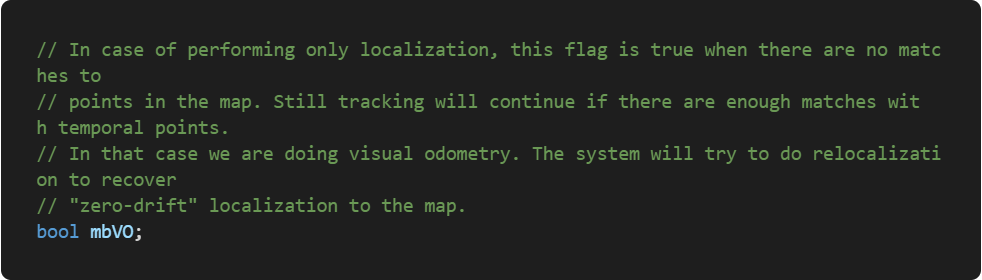 // In case of performing only localization, this flag is true when there are no matc
hes to
// points in the map. Still tracking will continue if there are enough matches wit
h temporal points.
// In that case we are doing visual odometry. The system will try to do relocalizati
on to recover
// "zero-drift" localization to the map.
bool mbVO;